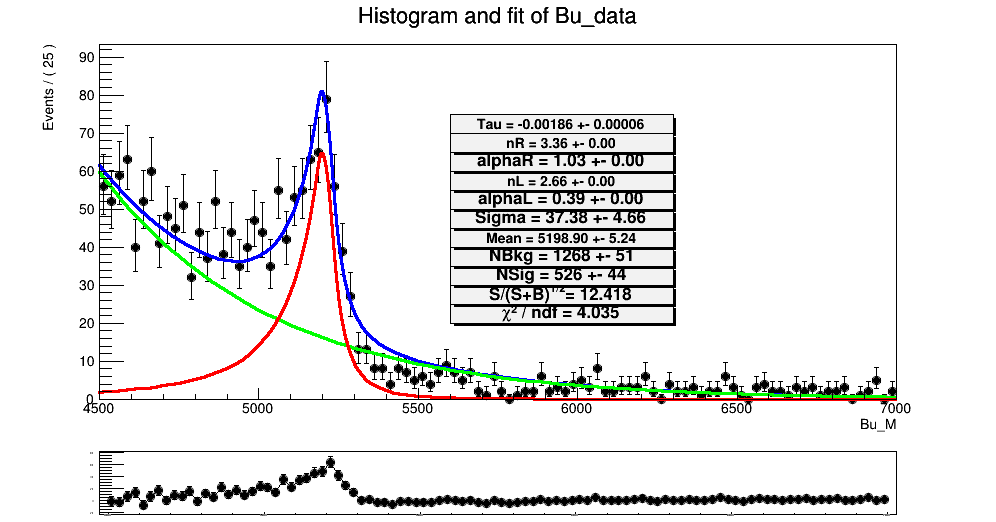 Histogram and fit of Bu_data
Events / ( 25 )
90
80
70
60
50
40
30
20
10
0
Tau = -0.00186 +- 0.00006
nR = 3.36 +- 0.00
alphaR = 1.03 +- 0.00
nL = 2.66 +- 0.00
alphaL = 0.39 +- 0.00
Sigma = 37.38 +- 4.66
Mean = 5198.90 +- 5.24
NBkg = 1268 +- 51
NSig = 526 +- 44
S/(S+B)^1/2 = 12.418
χ² / ndf = 4.035
4500 5000 5500 6000 6500 7000
Bu_M